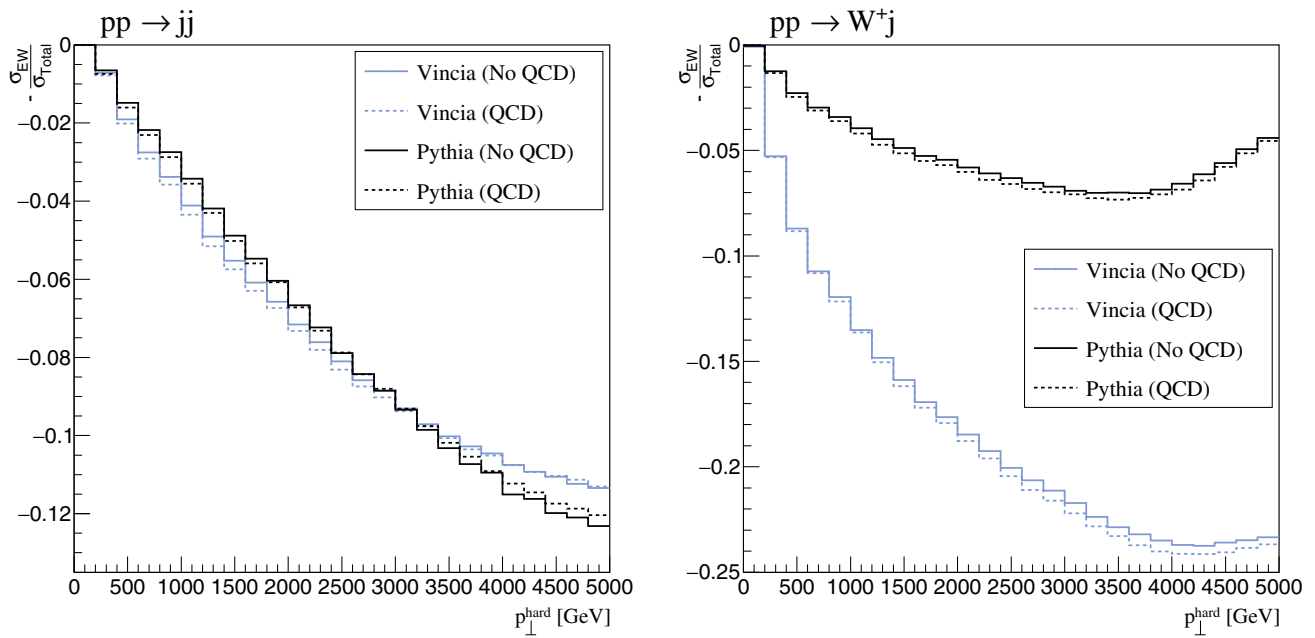 pp → jj
- σ_EW / σ_Total
0
−0.02
−0.04
−0.06
−0.08
−0.1
−0.12
Vincia (No QCD)
Vincia (QCD)
Pythia (No QCD)
Pythia (QCD)
0 500 1000 1500 2000 2500 3000 3500 4000 4500 5000
p_⊥^hard [GeV]
pp → W⁺j
- σ_EW / σ_Total
0
−0.05
−0.1
−0.15
−0.2
−0.25
Vincia (No QCD)
Vincia (QCD)
Pythia (No QCD)
Pythia (QCD)
0 500 1000 1500 2000 2500 3000 3500 4000 4500 5000
p_⊥^hard [GeV]